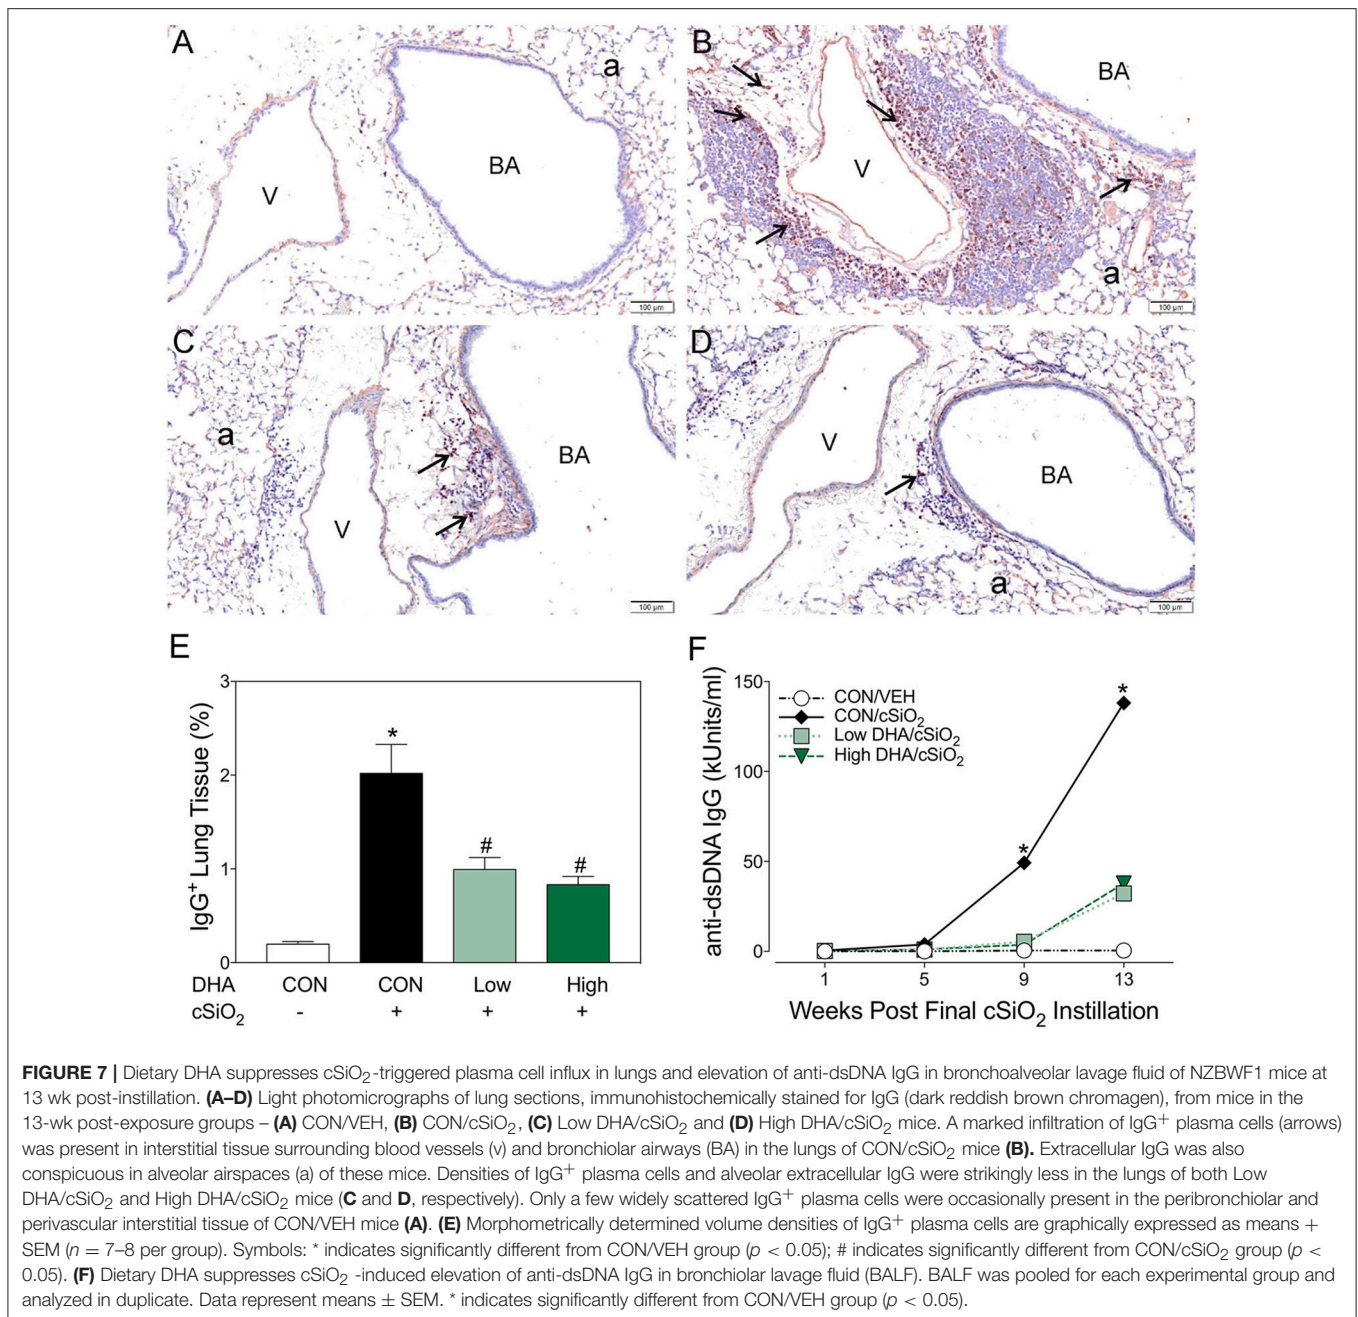 A
a
V
BA
100 µm
B
BA
V
a
100 µm
C
a
V
BA
100 µm
D
V
BA
a
100 µm
E
IgG+ Lung Tissue (%)
3
2
1
0
*
#
#
DHA CON CON Low High
cSiO2 - + + +
F
anti-dsDNA IgG (kUnits/ml)
150
100
50
0
CON/VEH
CON/cSiO2
Low DHA/cSiO2
High DHA/cSiO2
*
*
1 5 9 13
Weeks Post Final cSiO2 Instillation
FIGURE 7 | Dietary DHA suppresses cSiO2-triggered plasma cell influx in lungs and elevation of anti-dsDNA IgG in bronchoalveolar lavage fluid of NZBWF1 mice at
13 wk post-instillation. (A–D) Light photomicrographs of lung sections, immunohistochemically stained for IgG (dark reddish brown chromagen), from mice in the
13-wk post-exposure groups – (A) CON/VEH, (B) CON/cSiO2, (C) Low DHA/cSiO2 and (D) High DHA/cSiO2 mice. A marked infiltration of IgG+ plasma cells (arrows)
was present in interstitial tissue surrounding blood vessels (v) and bronchiolar airways (BA) in the lungs of CON/cSiO2 mice (B). Extracellular IgG was also
conspicuous in alveolar airspaces (a) of these mice. Densities of IgG+ plasma cells and alveolar extracellular IgG were strikingly less in the lungs of both Low
DHA/cSiO2 and High DHA/cSiO2 mice (C and D, respectively). Only a few widely scattered IgG+ plasma cells were occasionally present in the peribronchiolar and
perivascular interstitial tissue of CON/VEH mice (A). (E) Morphometrically determined volume densities of IgG+ plasma cells are graphically expressed as means +
SEM (n = 7–8 per group). Symbols: * indicates significantly different from CON/VEH group (p < 0.05); # indicates significantly different from CON/cSiO2 group (p <
0.05). (F) Dietary DHA suppresses cSiO2 -induced elevation of anti-dsDNA IgG in bronchiolar lavage fluid (BALF). BALF was pooled for each experimental group and
analyzed in duplicate. Data represent means ± SEM. * indicates significantly different from CON/VEH group (p < 0.05).